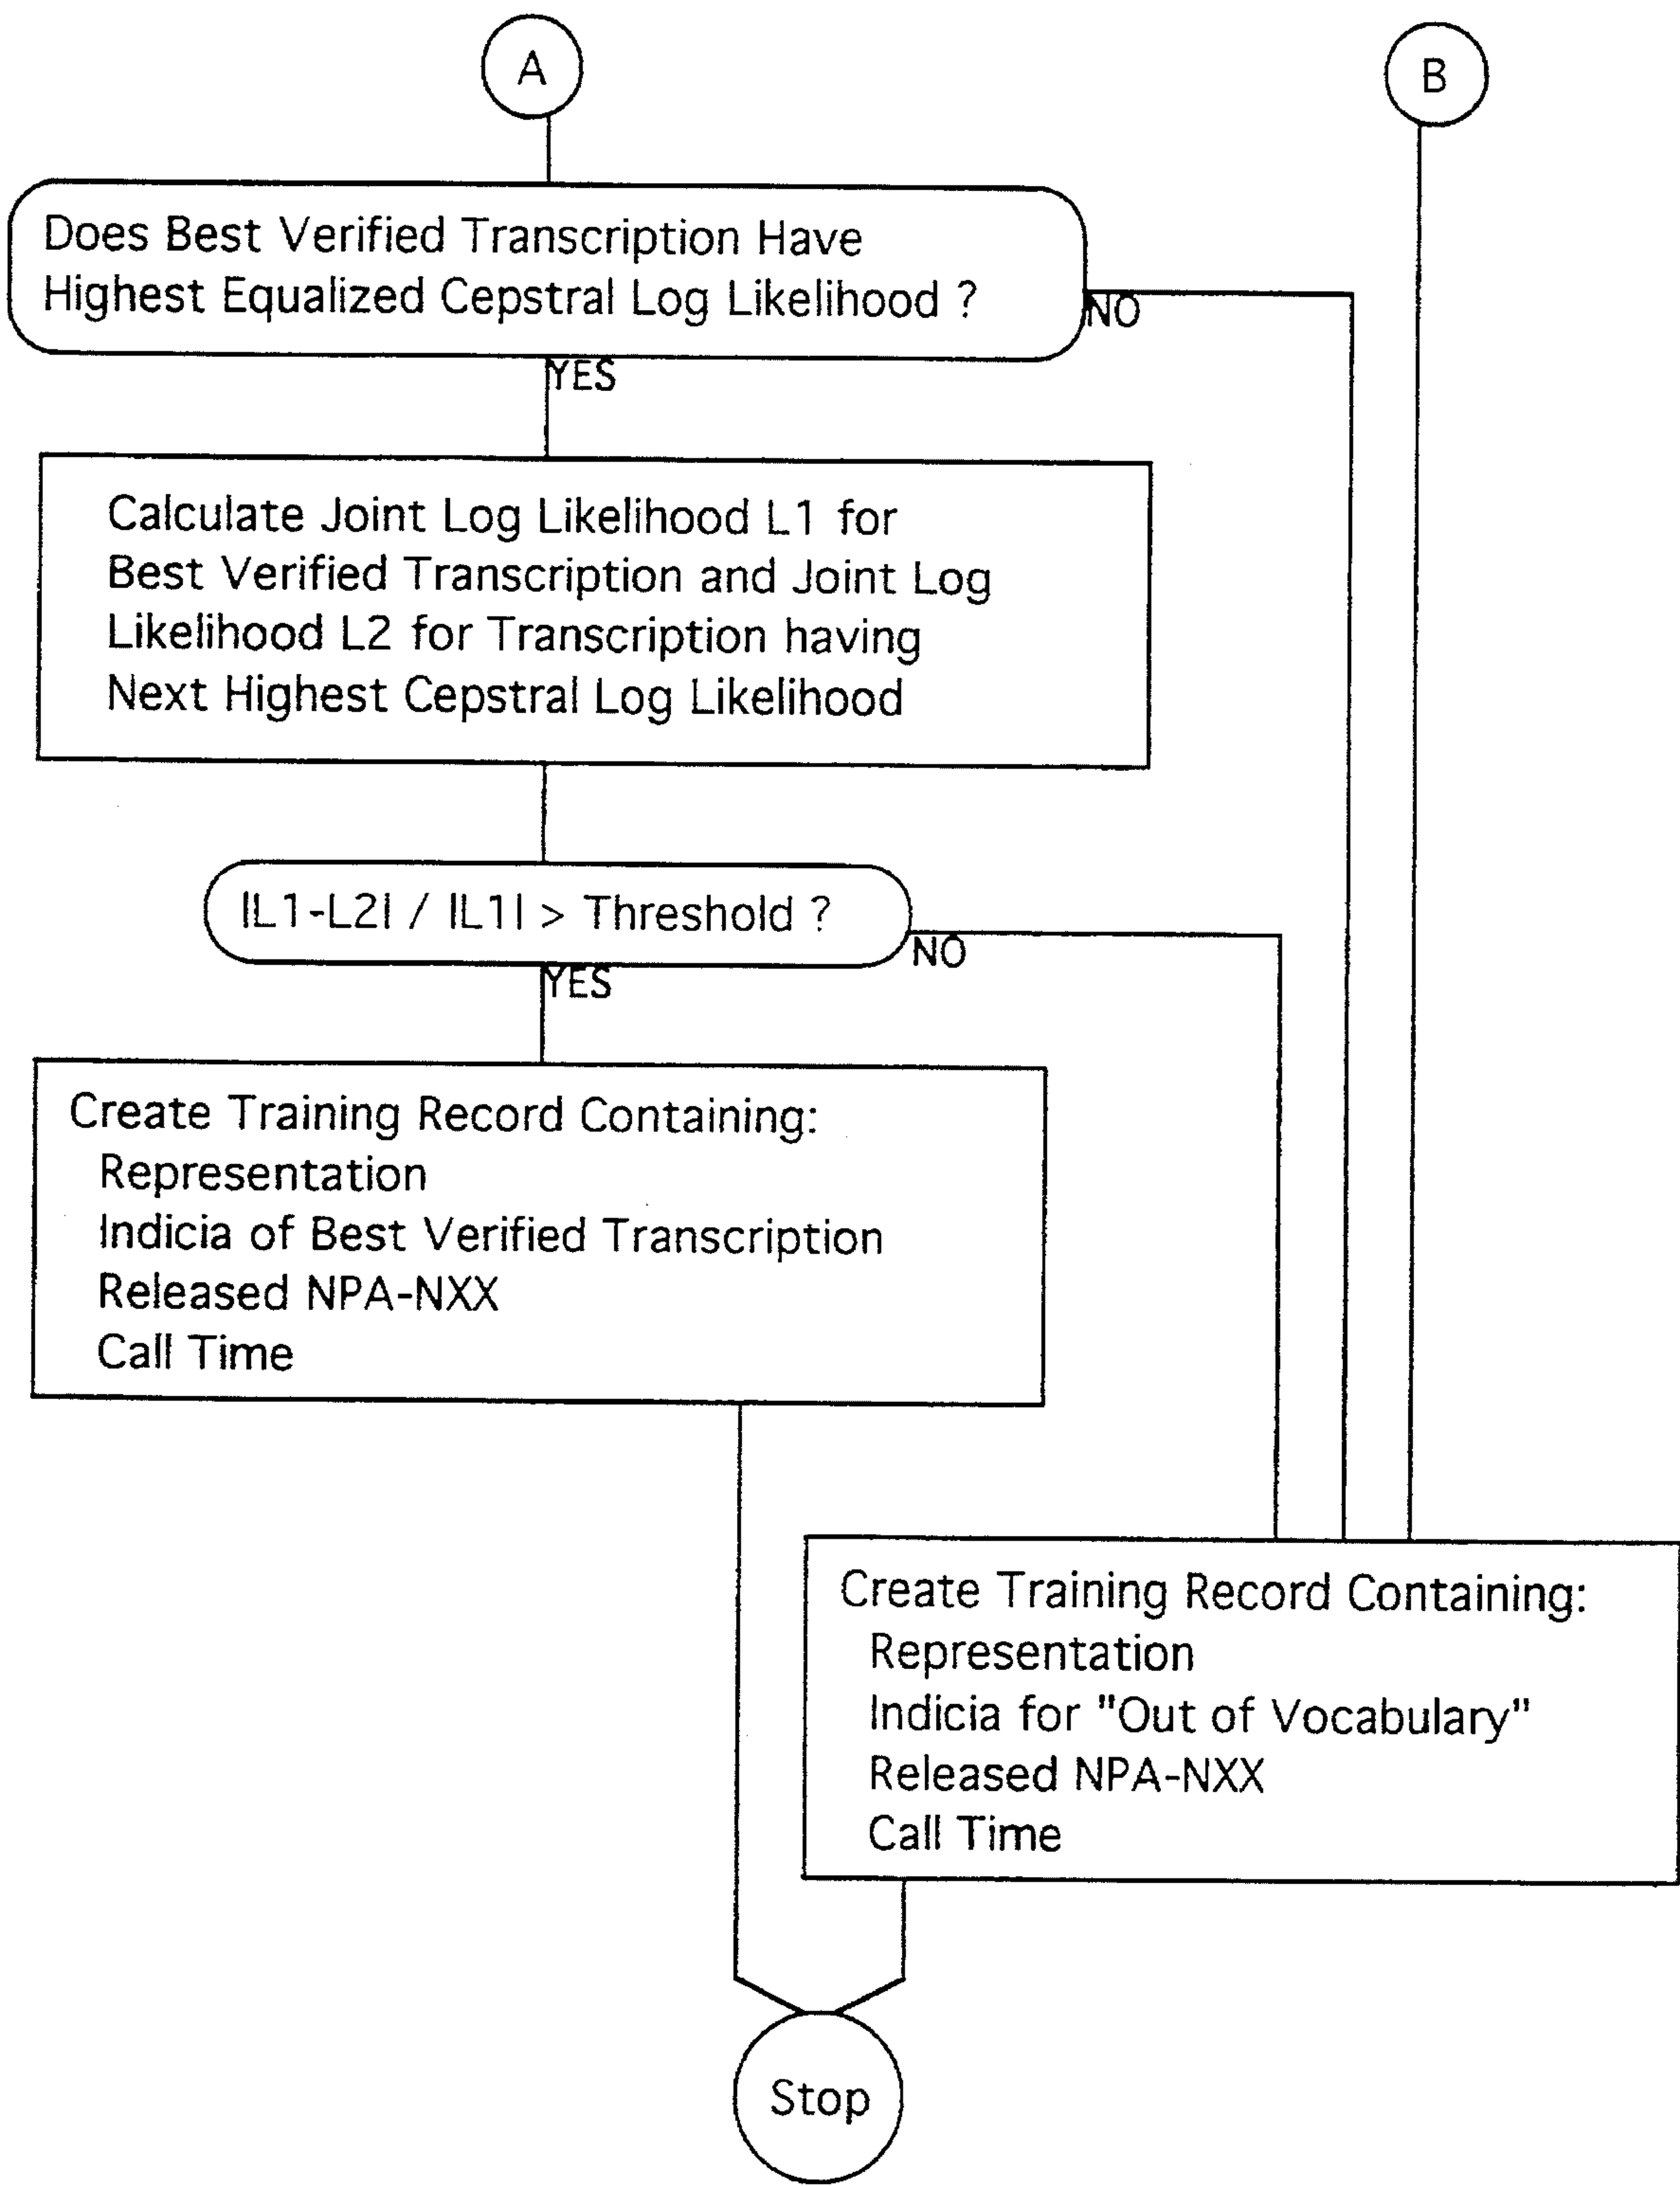 A
B
Does Best Verified Transcription Have
Highest Equalized Cepstral Log Likelihood ?
NO
YES
Calculate Joint Log Likelihood L1 for
Best Verified Transcription and Joint Log
Likelihood L2 for Transcription having
Next Highest Cepstral Log Likelihood
|L1-L2| / |L1| > Threshold ?
NO
YES
Create Training Record Containing:
Representation
Indicia of Best Verified Transcription
Released NPA-NXX
Call Time
Create Training Record Containing:
Representation
Indicia for "Out of Vocabulary"
Released NPA-NXX
Call Time
Stop